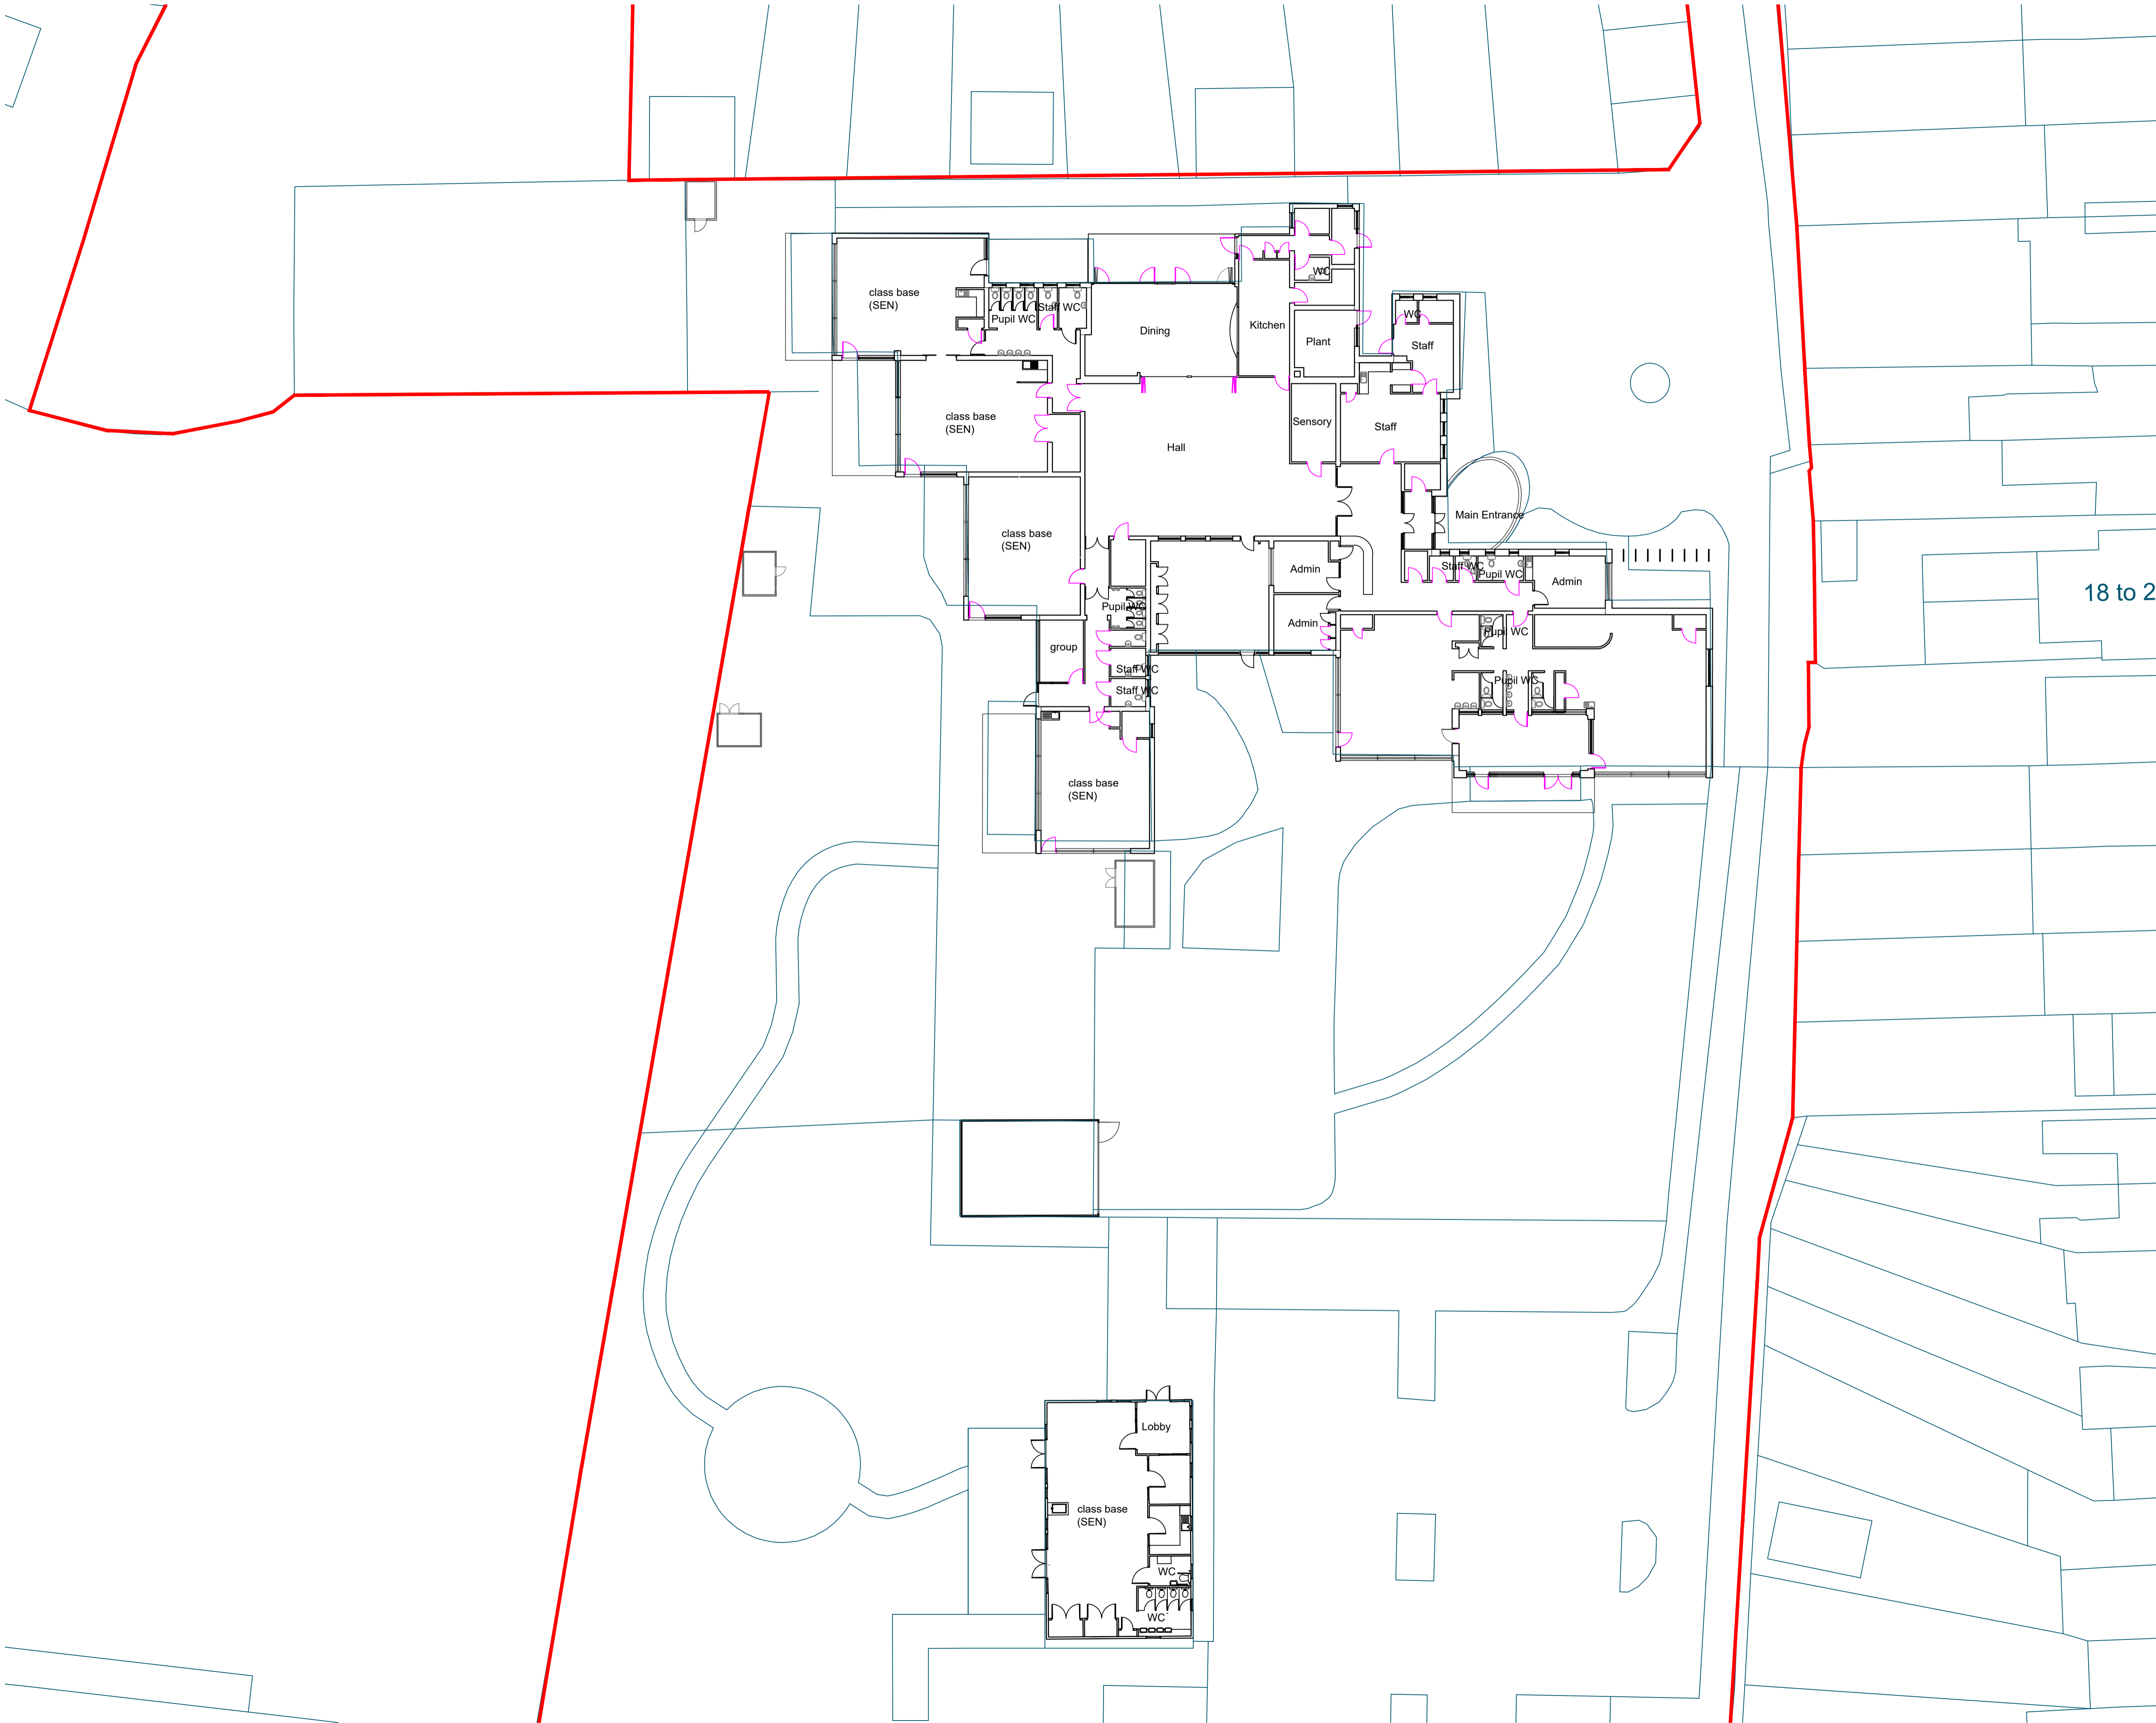 WC
class base
(SEN)
Staff WC
Pupil WC
WC
Kitchen
Dining
Plant
Staff
class base
(SEN)
Sensory
Staff
Hall
Main Entrance
class base
(SEN)
Staff WC
Admin
Pupil WC
Admin
18 to 2
Pupil WC
Admin
Pupil WC
group
Staff WC
Pupil WC
Staff WC
class base
(SEN)
Lobby
class base
(SEN)
WC
WC